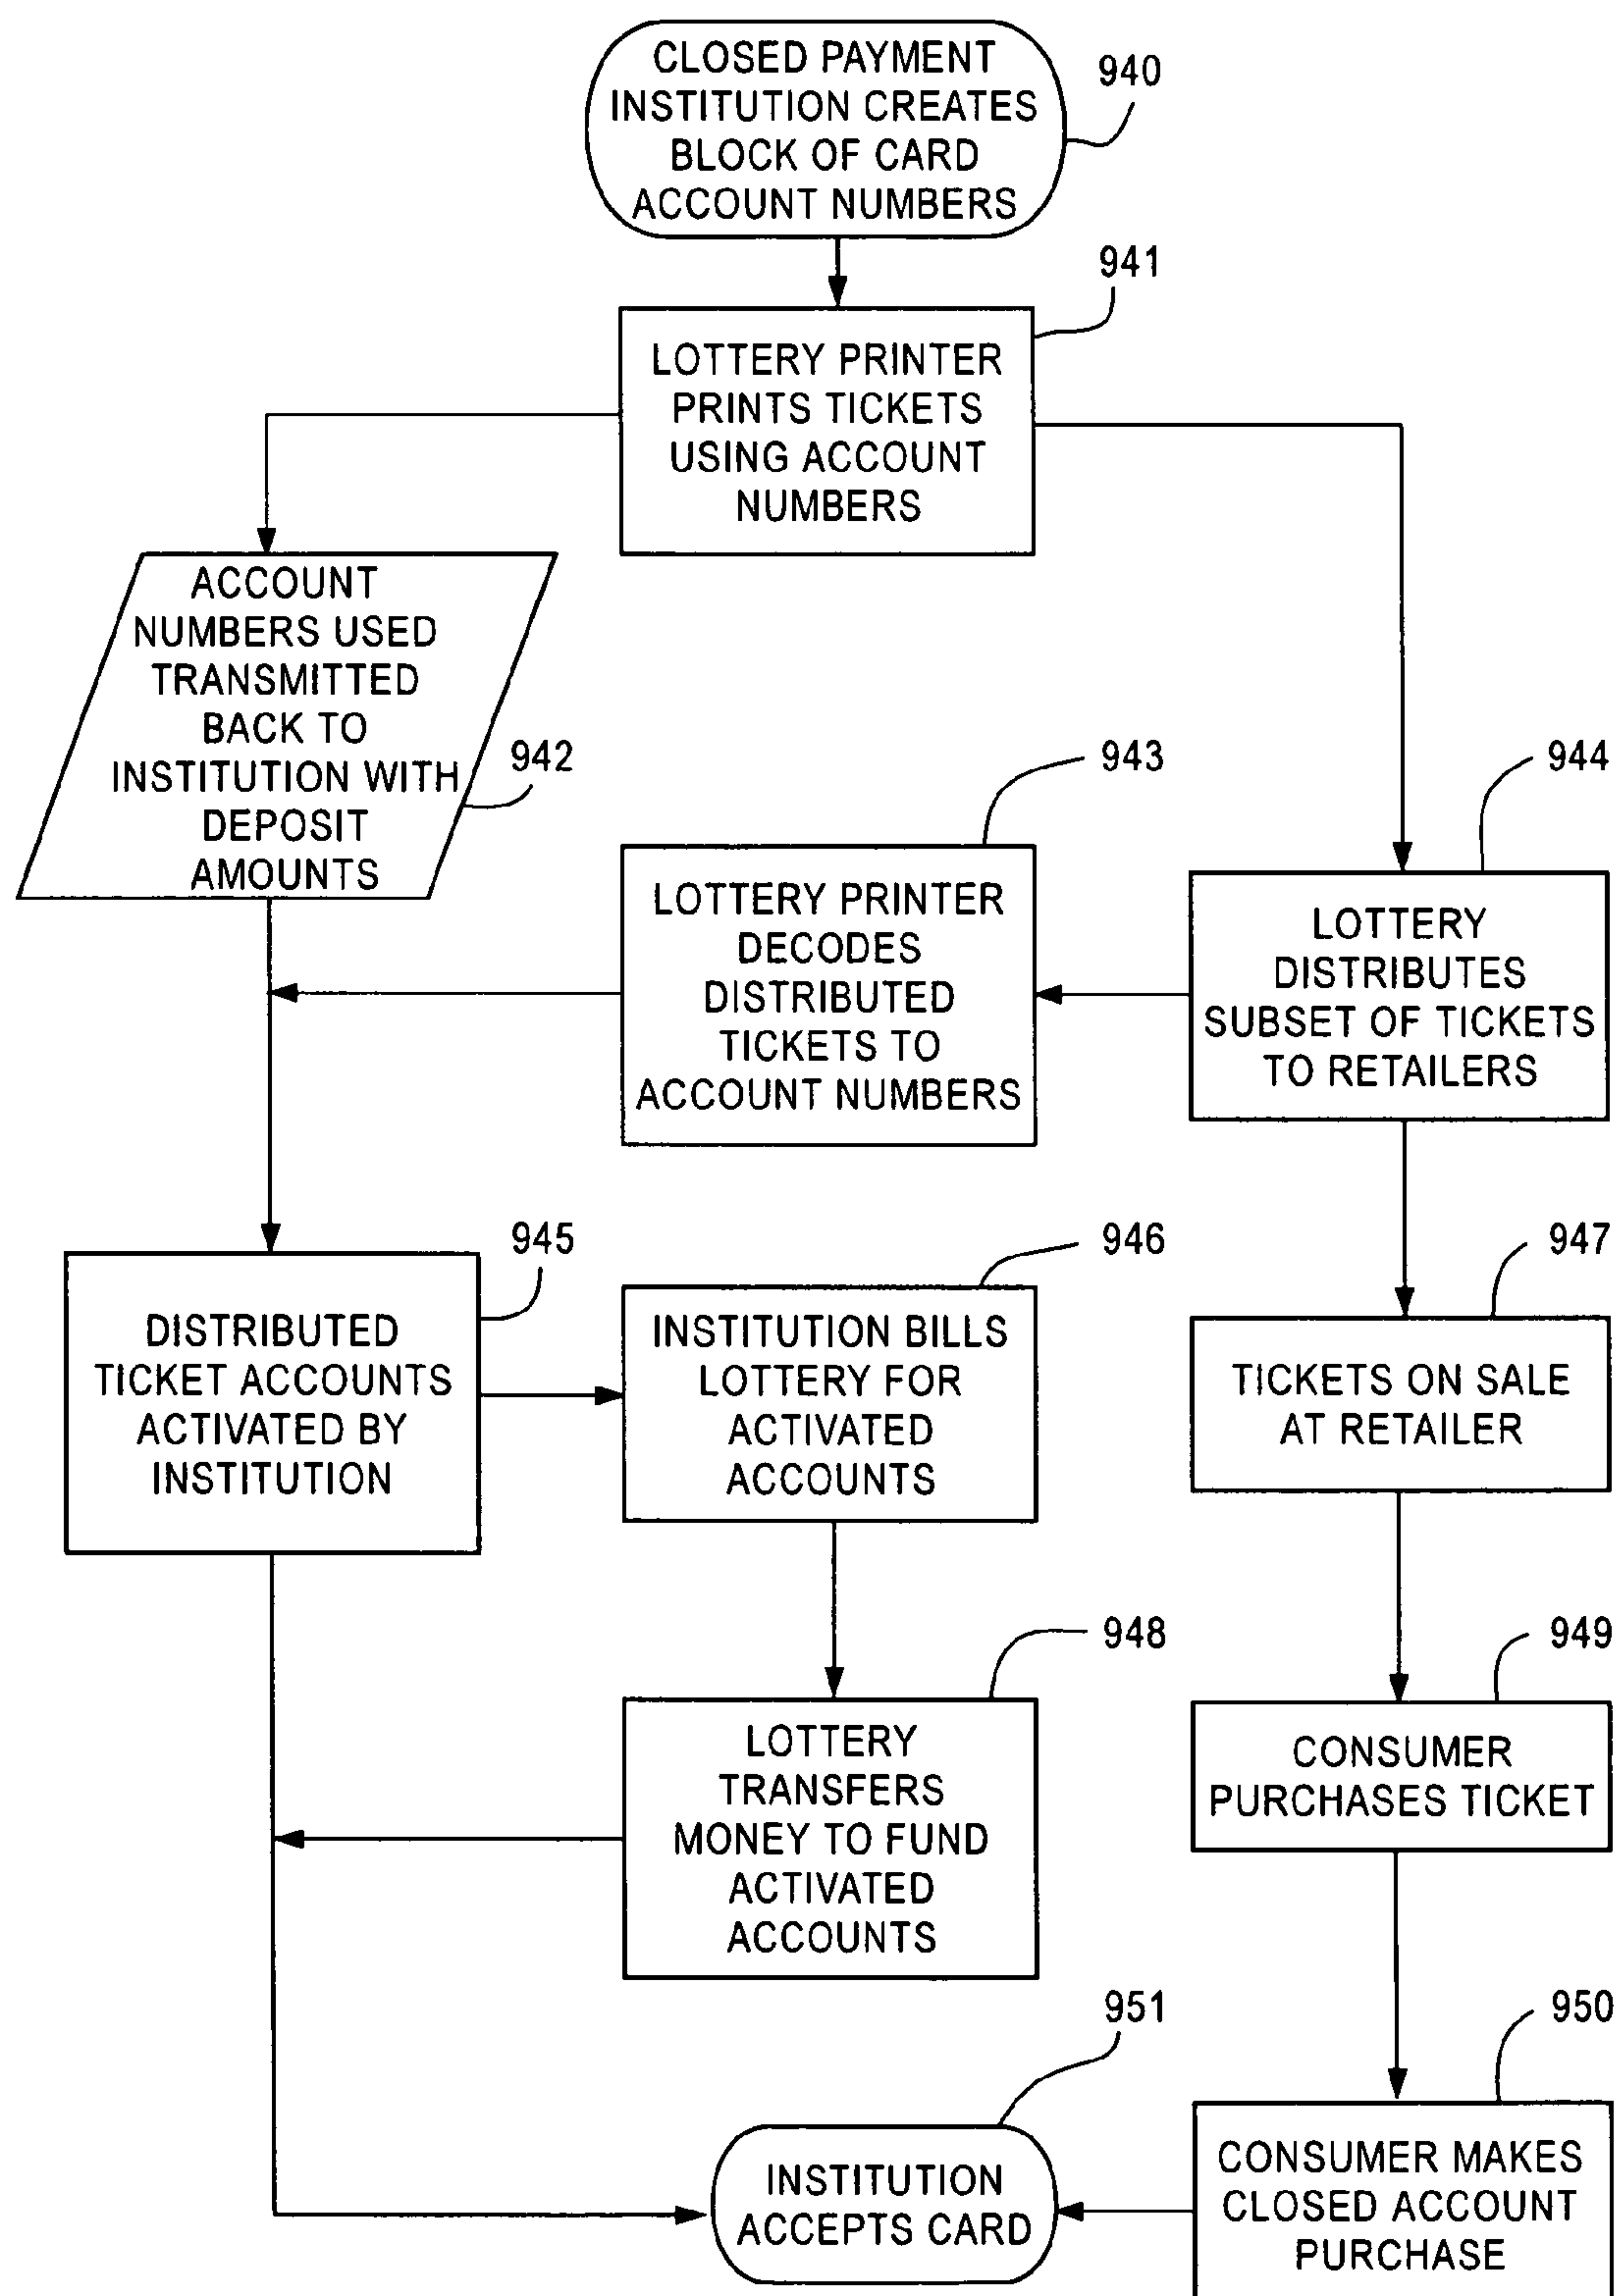 CLOSED PAYMENT
INSTITUTION CREATES
BLOCK OF CARD
ACCOUNT NUMBERS
940
941
LOTTERY PRINTER
PRINTS TICKETS
USING ACCOUNT
NUMBERS
ACCOUNT
NUMBERS USED
TRANSMITTED
BACK TO
INSTITUTION WITH
DEPOSIT
AMOUNTS
942
943
LOTTERY PRINTER
DECODES
DISTRIBUTED
TICKETS TO
ACCOUNT NUMBERS
944
LOTTERY
DISTRIBUTES
SUBSET OF TICKETS
TO RETAILERS
945
DISTRIBUTED
TICKET ACCOUNTS
ACTIVATED BY
INSTITUTION
946
INSTITUTION BILLS
LOTTERY FOR
ACTIVATED
ACCOUNTS
947
TICKETS ON SALE
AT RETAILER
948
LOTTERY
TRANSFERS
MONEY TO FUND
ACTIVATED
ACCOUNTS
949
CONSUMER
PURCHASES TICKET
951
INSTITUTION
ACCEPTS CARD
950
CONSUMER MAKES
CLOSED ACCOUNT
PURCHASE